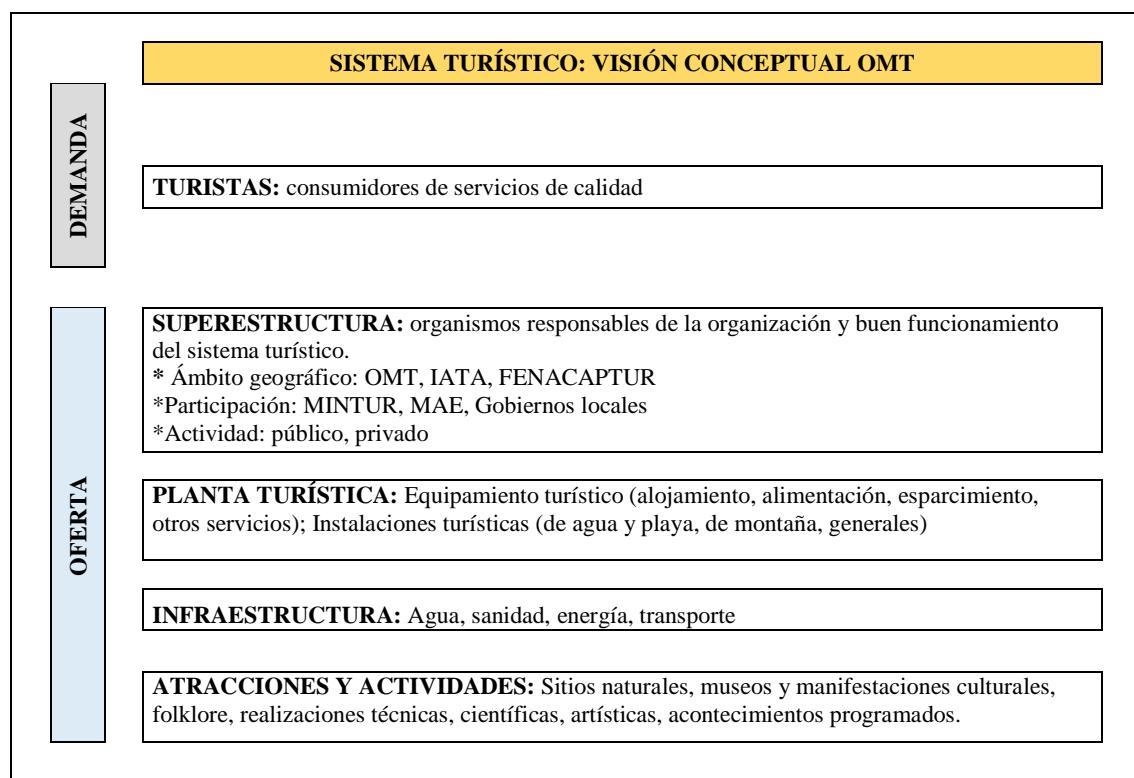 SISTEMA TURÍSTICO: VISIÓN CONCEPTUAL OMT
DEMANDA
TURISTAS: consumidores de servicios de calidad
OFERTA
SUPERESTRUCTURA: organismos responsables de la organización y buen funcionamiento
del sistema turístico.
* Ámbito geográfico: OMT, IATA, FENACAPTUR
*Participación: MINTUR, MAE, Gobiernos locales
*Actividad: público, privado
PLANTA TURÍSTICA: Equipamiento turístico (alojamiento, alimentación, esparcimiento,
otros servicios); Instalaciones turísticas (de agua y playa, de montaña, generales)
INFRAESTRUCTURA: Agua, sanidad, energía, transporte
ATRACCIONES Y ACTIVIDADES: Sitios naturales, museos y manifestaciones culturales,
folklore, realizaciones técnicas, científicas, artísticas, acontecimientos programados.